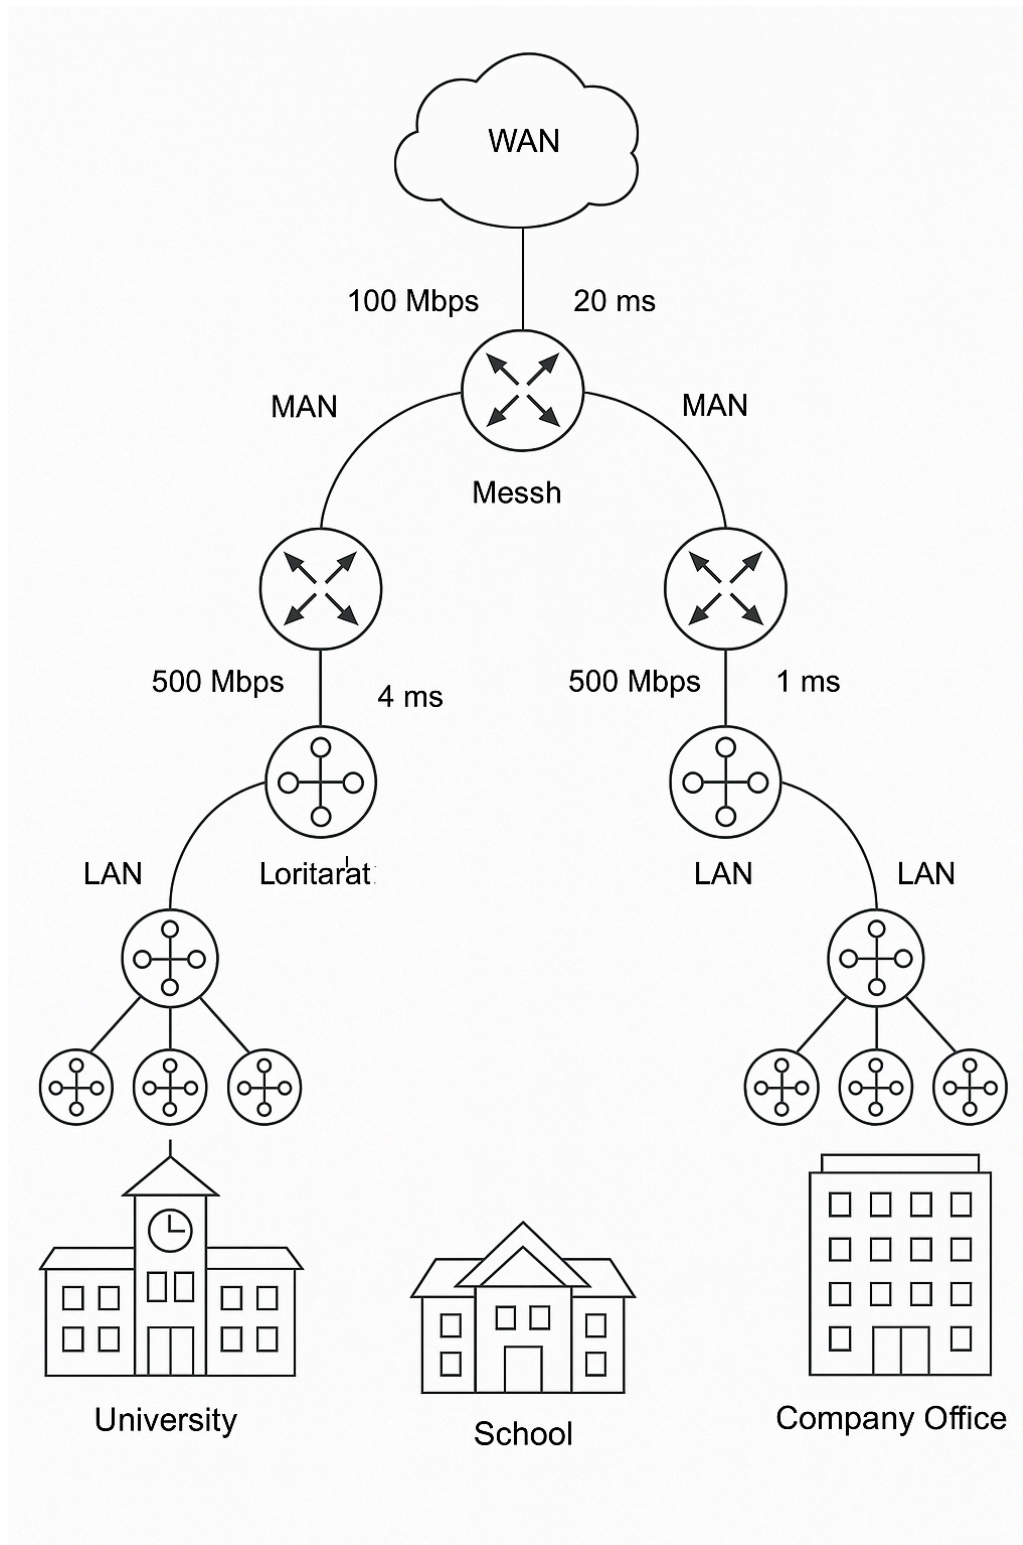 WAN
100 Mbps 20 ms
MAN MAN
Messh
500 Mbps 4 ms 500 Mbps 1 ms
LAN Loritarat LAN LAN
University School Company Office